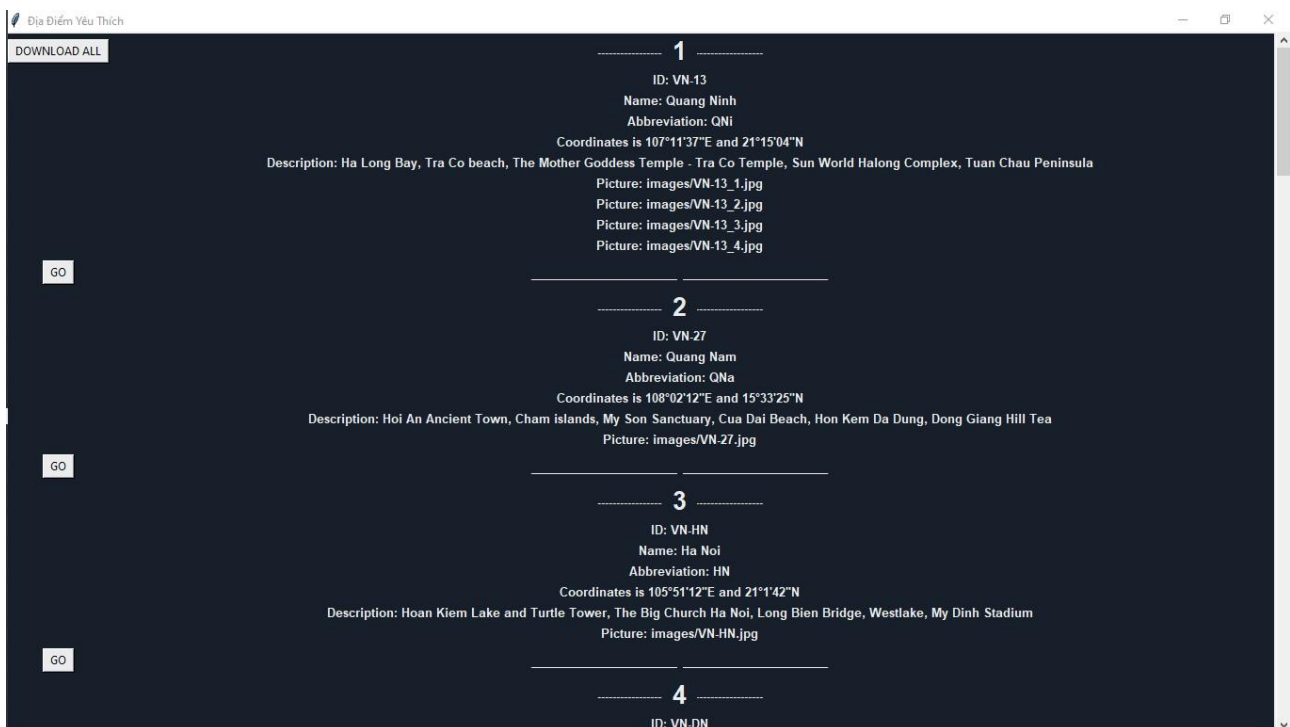 Địa Điểm Yêu Thích
DOWNLOAD ALL
---------------- 1 ----------------
ID: VN-13
Name: Quang Ninh
Abbreviation: QNi
Coordinates is 107°11'37"E and 21°15'04"N
Description: Ha Long Bay, Tra Co beach, The Mother Goddess Temple - Tra Co Temple, Sun World Halong Complex, Tuan Chau Peninsula
Picture: images/VN-13_1.jpg
Picture: images/VN-13_2.jpg
Picture: images/VN-13_3.jpg
Picture: images/VN-13_4.jpg
GO
---------------- 2 ----------------
ID: VN-27
Name: Quang Nam
Abbreviation: QNa
Coordinates is 108°02'12"E and 15°33'25"N
Description: Hoi An Ancient Town, Cham islands, My Son Sanctuary, Cua Dai Beach, Hon Kem Da Dung, Dong Giang Hill Tea
Picture: images/VN-27.jpg
GO
---------------- 3 ----------------
ID: VN-HN
Name: Ha Noi
Abbreviation: HN
Coordinates is 105°51'12"E and 21°1'42"N
Description: Hoan Kiem Lake and Turtle Tower, The Big Church Ha Noi, Long Bien Bridge, Westlake, My Dinh Stadium
Picture: images/VN-HN.jpg
GO
---------------- 4 ----------------
ID: VN-DN